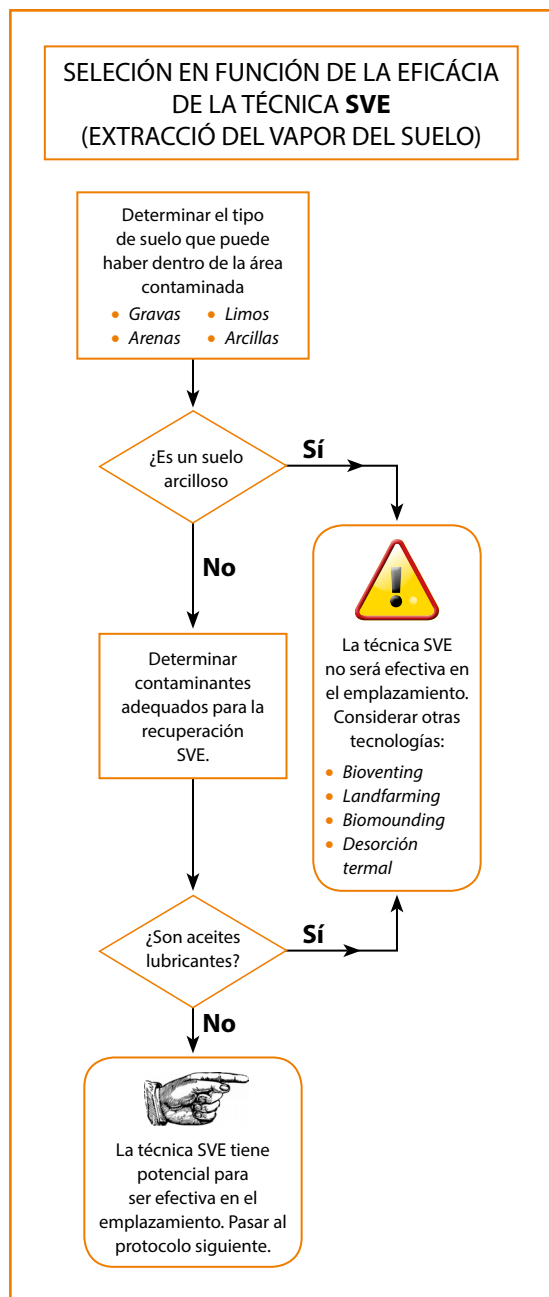 SELECIÓN EN FUNCIÓN DE LA EFICÁCIA
DE LA TÉCNICA SVE
(EXTRACCIÓ DEL VAPOR DEL SUELO)
Determinar el tipo
de suelo que puede
haber dentro de la área
contaminada
• Gravas • Limos
• Arenas • Arcillas
¿Es un suelo
arcilloso
Sí
No
La técnica SVE
no será efectiva en
el emplazamiento.
Considerar otras
tecnologías:
• Bioventing
• Landfarming
• Biomounding
• Desorción
termal
Determinar
contaminantes
adequados para la
recuperación
SVE.
¿Son aceites
lubricantes?
Sí
No
La técnica SVE tiene
potencial para
ser efectiva en el
emplazamiento. Pasar al
protocolo siguiente.